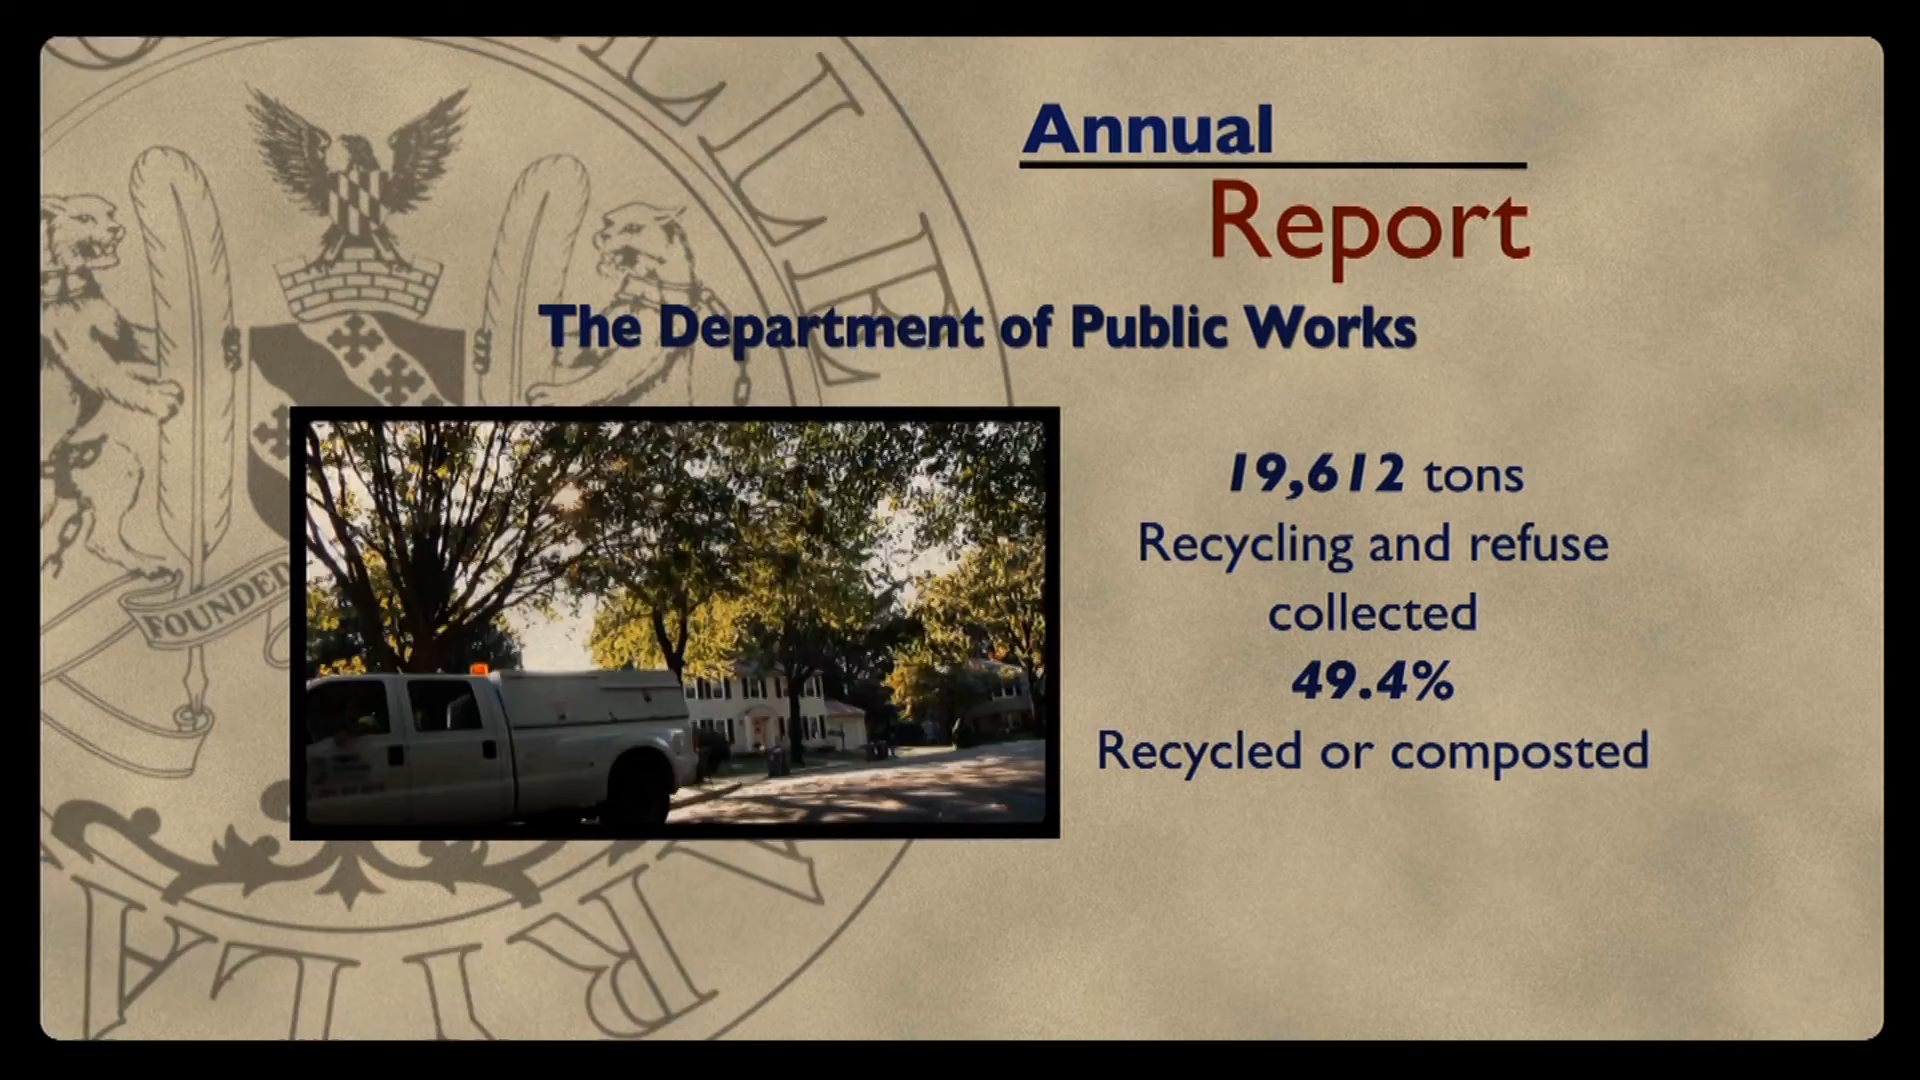 Annual
Report
The Department of Public Works
19,612 tons
Recycling and refuse
collected
49.4%
Recycled or composted
FOUNDED